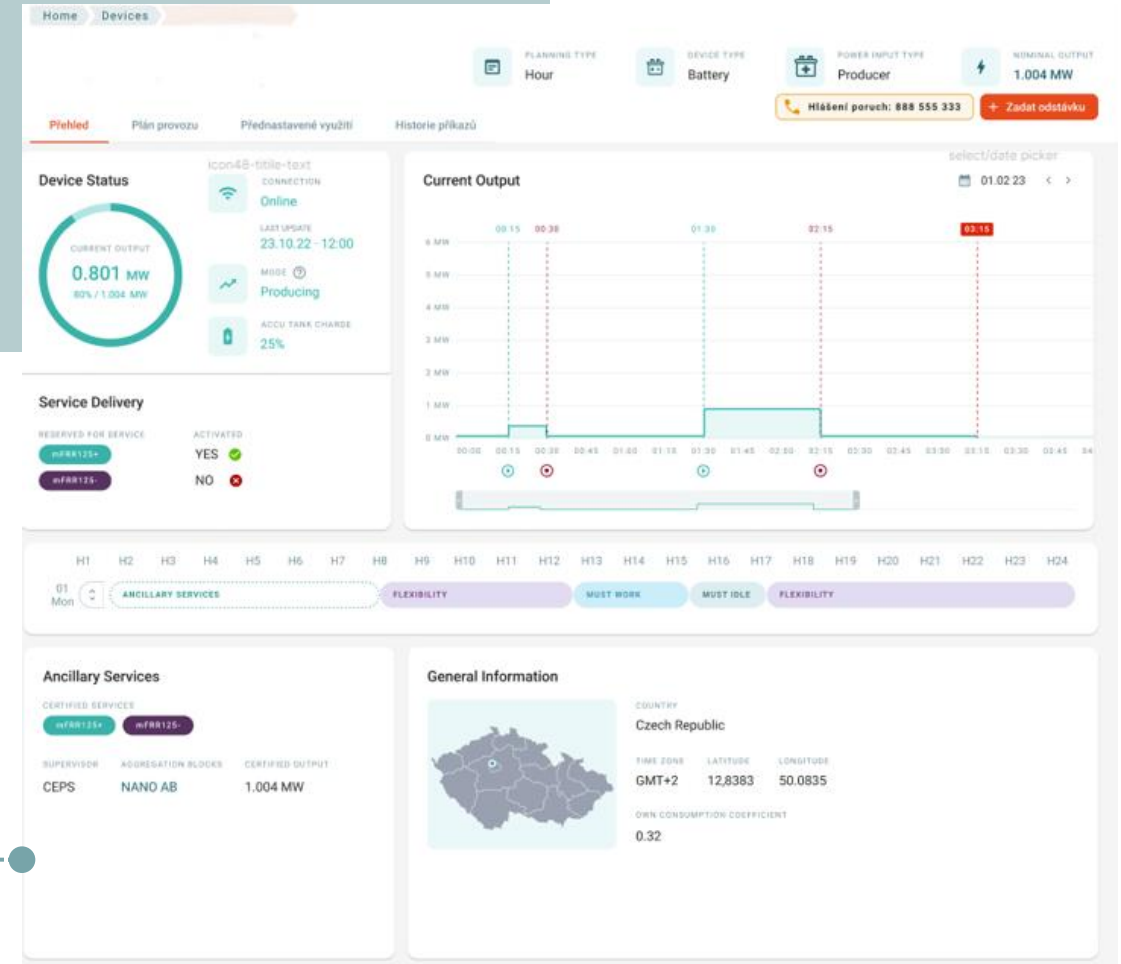 Home Devices
PLANNING TYPE
Hour
DEVICE TYPE
Battery
POWER INPUT TYPE
Producer
NOMINAL OUTPUT
1.004 MW
Hlášení poruch: 888 555 333
+ Zadat odstávku
Přehled Plán provozu Přednastavené využití Historie příkazů
Device Status
icon48-titile-text
CONNECTION
Online
LAST UPDATE
23.10.22 - 12:00
MODE
Producing
ACCU TANK CHARGE
25%
CURRENT OUTPUT
0.801 MW
80% / 1.004 MW
Service Delivery
RESERVED FOR SERVICE ACTIVATED
mFRR125+ YES
mFRR125- NO
Current Output
select/date picker
01.02 23
00:15 00:30 01:30 02:15 03:15
6 MW
5 MW
4 MW
3 MW
2 MW
1 MW
0 MW
00:00 00:15 00:30 00:45 01:00 01:15 01:30 01:45 02:00 02:15 02:30 02:45 03:00 03:15 03:30 03:45
H1 H2 H3 H4 H5 H6 H7 H8 H9 H10 H11 H12 H13 H14 H15 H16 H17 H18 H19 H20 H21 H22 H23 H24
01
Mon
ANCILLARY SERVICES FLEXIBILITY MUST WORK MUST IDLE FLEXIBILITY
Ancillary Services
CERTIFIED SERVICES
mFRR125+ mFRR125-
SUPERVISOR AGGREGATION BLOCKS CERTIFIED OUTPUT
CEPS NANO AB 1.004 MW
General Information
COUNTRY
Czech Republic
TIME ZONE LATITUDE LONGITUDE
GMT+2 12,8383 50.0835
OWN CONSUMPTION COEFFICIENT
0.32